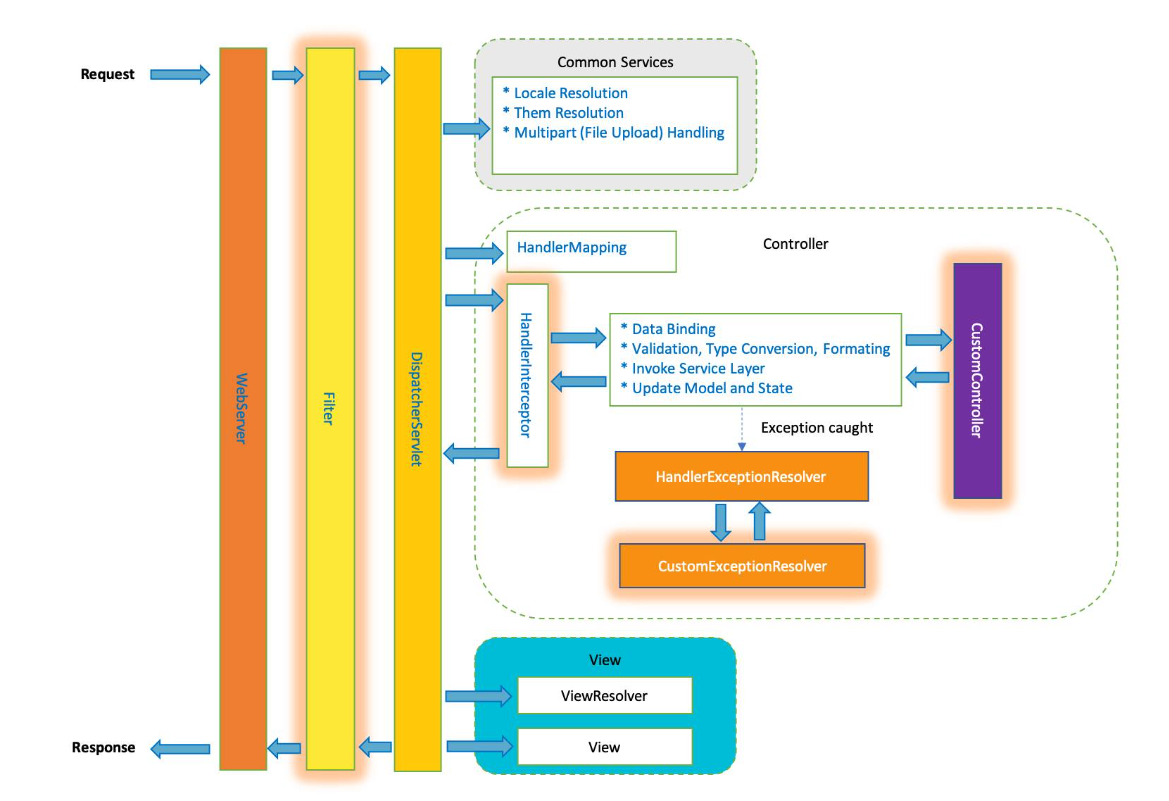 Request
WebServer
Filter
DispatcherServlet
Common Services
* Locale Resolution
* Them Resolution
* Multipart (File Upload) Handling
Controller
HandlerMapping
HandlerInterceptor
* Data Binding
* Validation, Type Conversion, Formating
* Invoke Service Layer
* Update Model and State
CustomController
Exception caught
HandlerExceptionResolver
CustomExceptionResolver
View
ViewResolver
View
Response